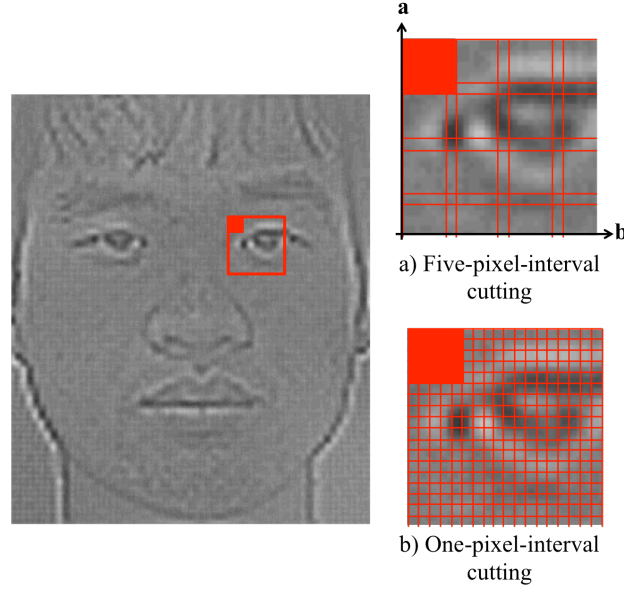 a
b
a) Five-pixel-interval
cutting
b) One-pixel-interval
cutting